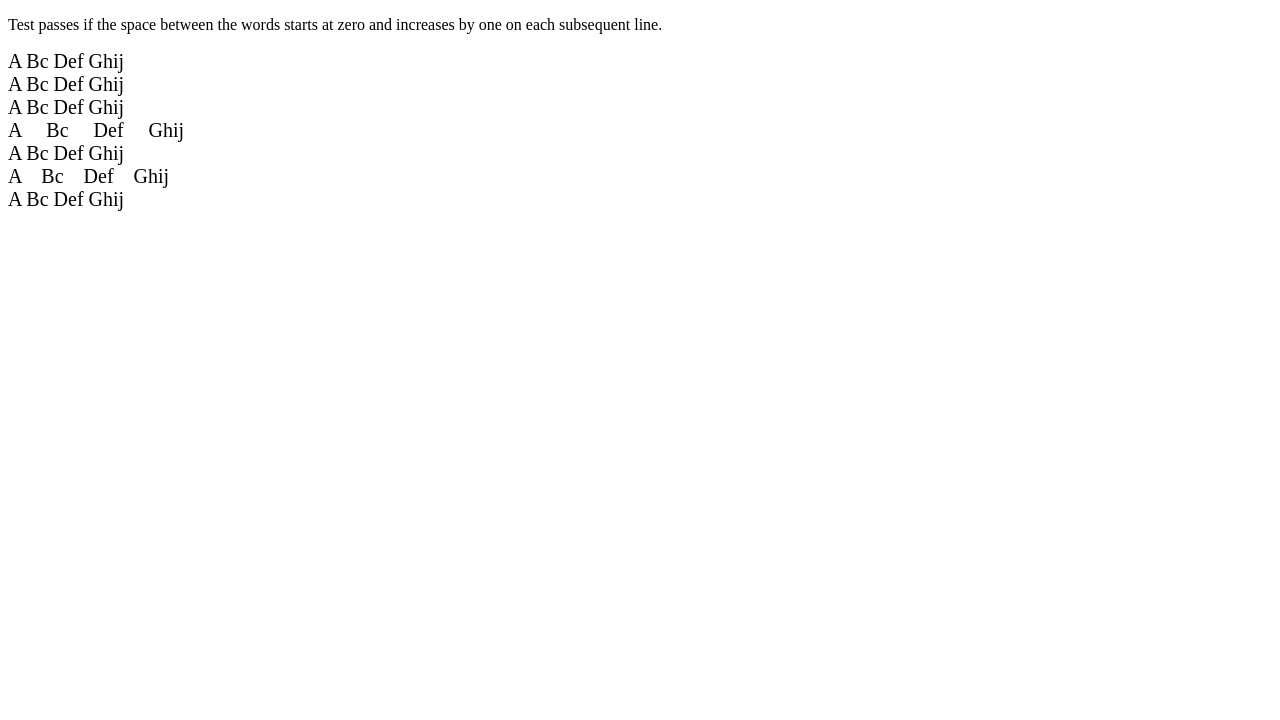 Test passes if the space between the words starts at zero and increases by one on each subsequent line.
A Bc Def Ghij
A Bc Def Ghij
A Bc Def Ghij
A Bc Def Ghij
A Bc Def Ghij
A Bc Def Ghij
A Bc Def Ghij